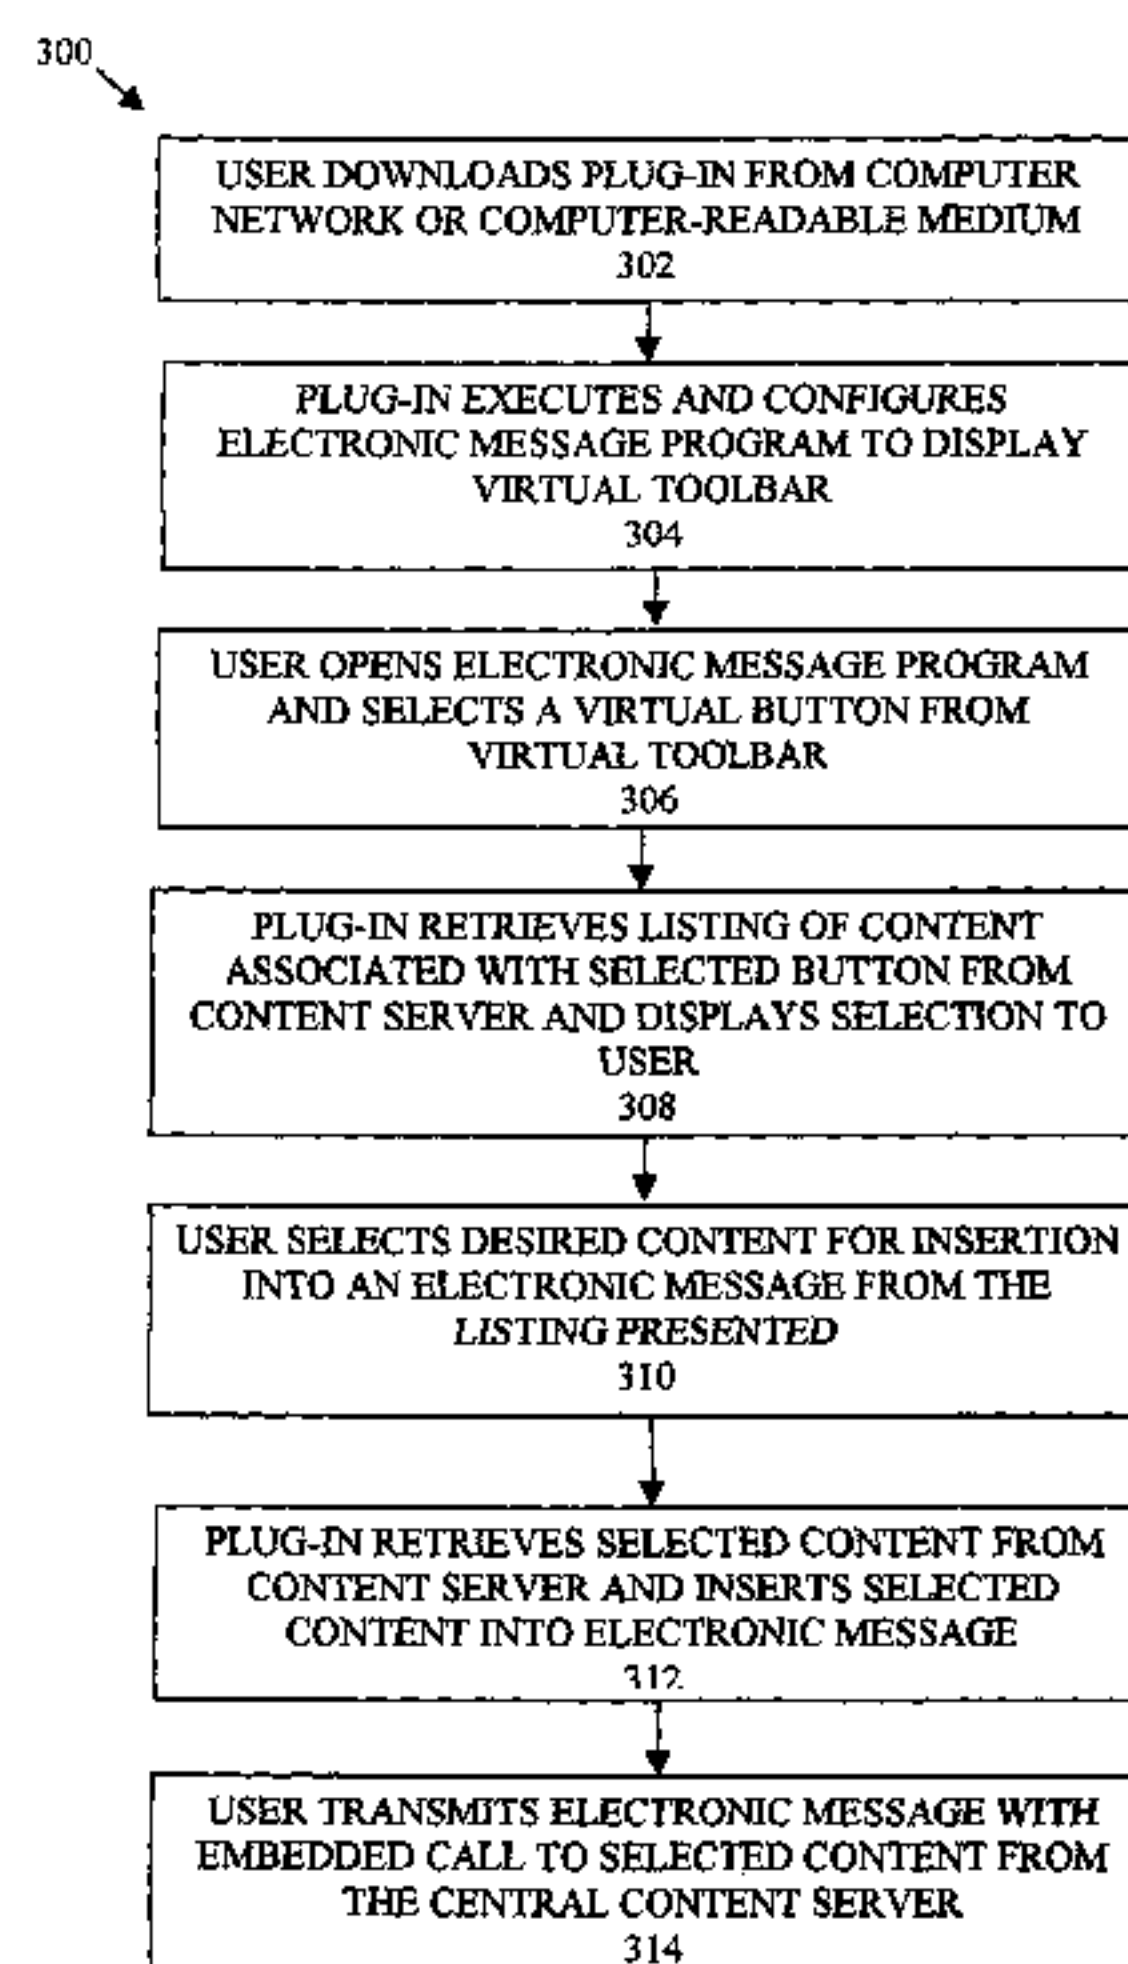 300
USER DOWNLOADS PLUG-IN FROM COMPUTER
NETWORK OR COMPUTER-READABLE MEDIUM
302
PLUG-IN EXECUTES AND CONFIGURES
ELECTRONIC MESSAGE PROGRAM TO DISPLAY
VIRTUAL TOOLBAR
304
USER OPENS ELECTRONIC MESSAGE PROGRAM
AND SELECTS A VIRTUAL BUTTON FROM
VIRTUAL TOOLBAR
306
PLUG-IN RETRIEVES LISTING OF CONTENT
ASSOCIATED WITH SELECTED BUTTON FROM
CONTENT SERVER AND DISPLAYS SELECTION TO
USER
308
USER SELECTS DESIRED CONTENT FOR INSERTION
INTO AN ELECTRONIC MESSAGE FROM THE
LISTING PRESENTED
310
PLUG-IN RETRIEVES SELECTED CONTENT FROM
CONTENT SERVER AND INSERTS SELECTED
CONTENT INTO ELECTRONIC MESSAGE
312
USER TRANSMITS ELECTRONIC MESSAGE WITH
EMBEDDED CALL TO SELECTED CONTENT FROM
THE CENTRAL CONTENT SERVER
314